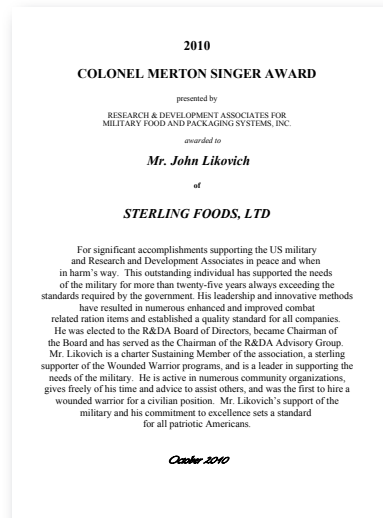 2010
COLONEL MERTON SINGER AWARD
presented by
RESEARCH & DEVELOPMENT ASSOCIATES FOR
MILITARY FOOD AND PACKAGING SYSTEMS, INC.
awarded to
Mr. John Likovich
of
STERLING FOODS, LTD
For significant accomplishments supporting the US military
and Research and Development Associates in peace and when
in harm's way. This outstanding individual has supported the needs
of the military for more than twenty-five years always exceeding the
standards required by the government. His leadership and innovative methods
have resulted in numerous enhanced and improved combat
related ration items and established a quality standard for all companies.
He was elected to the R&DA Board of Directors, became Chairman of
the Board and has served as the Chairman of the R&DA Advisory Group.
Mr. Likovich is a charter Sustaining Member of the association, a sterling
supporter of the Wounded Warrior programs, and is a leader in supporting the
needs of the military. He is active in numerous community organizations,
gives freely of his time and advice to assist others, and was the first to hire a
wounded warrior for a civilian position. Mr. Likovich's support of the
military and his commitment to excellence sets a standard
for all patriotic Americans.
October 2010